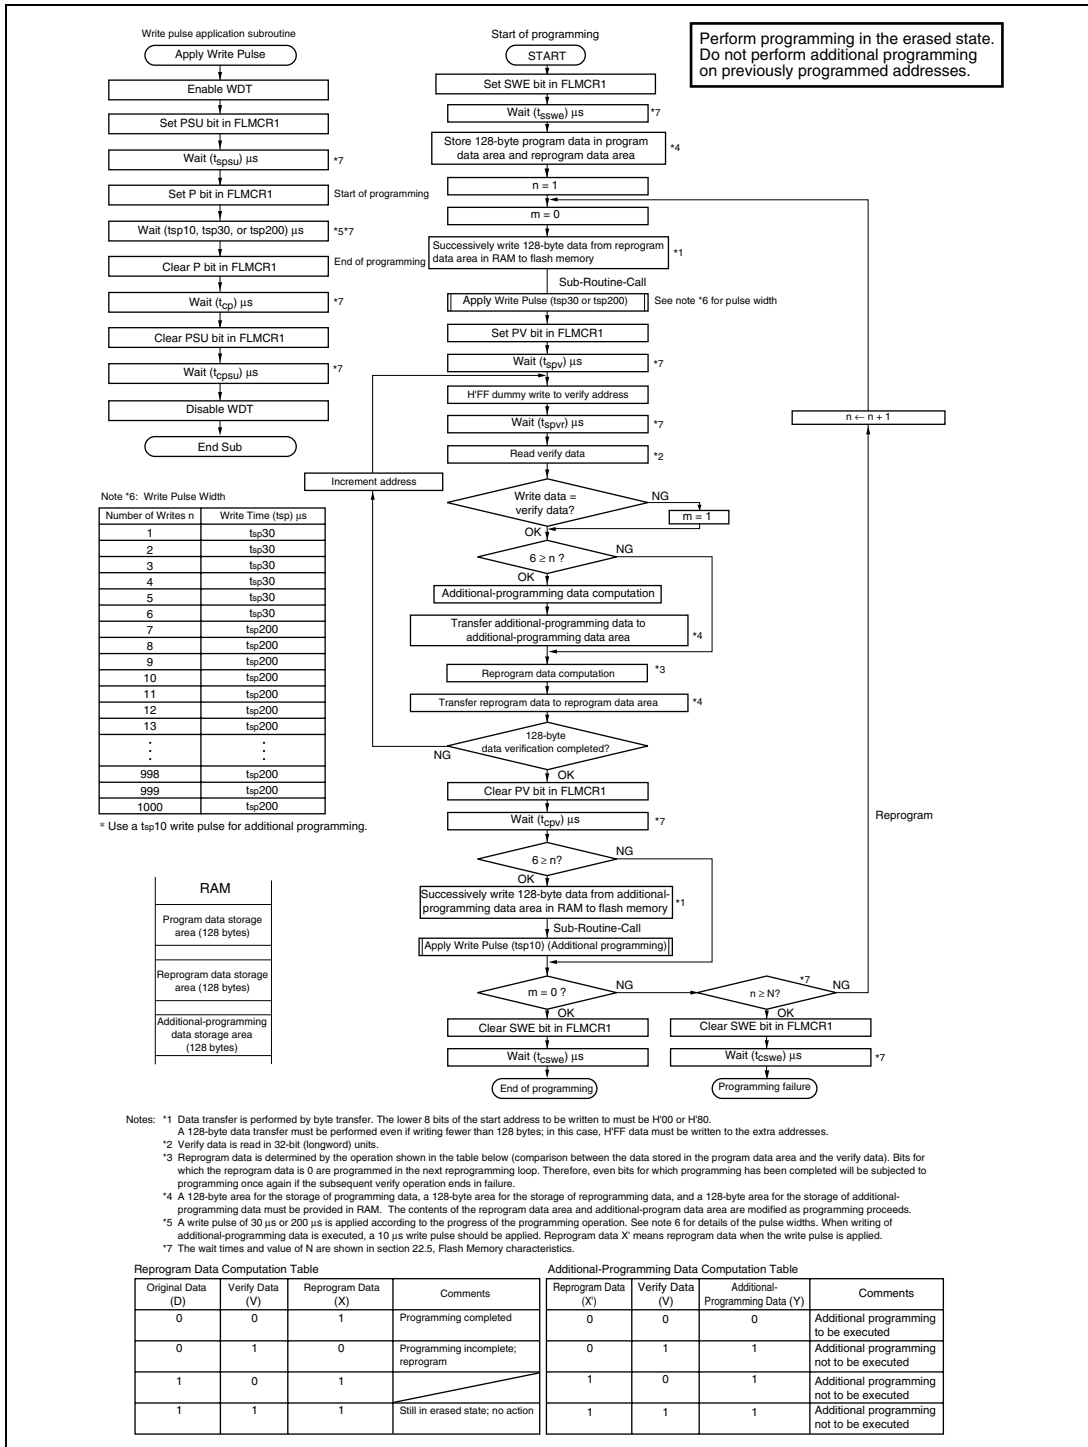 Write pulse application subroutine
Apply Write Pulse
Enable WDT
Set PSU bit in FLMCR1
Wait (tspsu) μs
*7
Set P bit in FLMCR1
Start of programming
Wait (tsp10, tsp30, or tsp200) μs
*5*7
Clear P bit in FLMCR1
End of programming
Wait (tcp) μs
*7
Clear PSU bit in FLMCR1
Wait (tcpsu) μs
*7
Disable WDT
End Sub
Note *6: Write Pulse Width
Number of Writes n Write Time (tsp) μs
1 tsp30
2 tsp30
3 tsp30
4 tsp30
5 tsp30
6 tsp30
7 tsp200
8 tsp200
9 tsp200
10 tsp200
11 tsp200
12 tsp200
13 tsp200
998 tsp200
999 tsp200
1000 tsp200
* Use a tsp10 write pulse for additional programming.
RAM
Program data storage
area (128 bytes)
Reprogram data storage
area (128 bytes)
Additional-programming
data storage area
(128 bytes)
Start of programming
START
Set SWE bit in FLMCR1
Wait (tsswe) μs
*7
Store 128-byte program data in program
data area and reprogram data area
*4
n = 1
m = 0
Successively write 128-byte data from reprogram
data area in RAM to flash memory
*1
Sub-Routine-Call
Apply Write Pulse (tsp30 or tsp200)
See note *6 for pulse width
Set PV bit in FLMCR1
Wait (tspv) μs
*7
H'FF dummy write to verify address
Wait (tspvr) μs
*7
Read verify data
*2
Increment address
Write data =
verify data?
NG
m = 1
OK
6 ≥ n ?
NG
OK
Additional-programming data computation
Transfer additional-programming data to
additional-programming data area
*4
Reprogram data computation
*3
Transfer reprogram data to reprogram data area
*4
128-byte
data verification completed?
NG
OK
Clear PV bit in FLMCR1
Wait (tcpv) μs
*7
6 ≥ n?
NG
OK
Successively write 128-byte data from additional-
programming data area in RAM to flash memory
*1
Sub-Routine-Call
Apply Write Pulse (tsp10) (Additional programming)
m = 0 ?
NG
OK
n ≥ N?
*7
NG
OK
Clear SWE bit in FLMCR1
Wait (tcswe) μs
End of programming
Clear SWE bit in FLMCR1
Wait (tcswe) μs
*7
Programming failure
n ← n + 1
Reprogram
Perform programming in the erased state.
Do not perform additional programming
on previously programmed addresses.
Notes: *1 Data transfer is performed by byte transfer. The lower 8 bits of the start address to be written to must be H'00 or H'80.
A 128-byte data transfer must be performed even if writing fewer than 128 bytes; in this case, H'FF data must be written to the extra addresses.
*2 Verify data is read in 32-bit (longword) units.
*3 Reprogram data is determined by the operation shown in the table below (comparison between the data stored in the program data area and the verify data). Bits for
which the reprogram data is 0 are programmed in the next reprogramming loop. Therefore, even bits for which programming has been completed will be subjected to
programming once again if the subsequent verify operation ends in failure.
*4 A 128-byte area for the storage of programming data, a 128-byte area for the storage of reprogramming data, and a 128-byte area for the storage of additional-
programming data must be provided in RAM. The contents of the reprogram data area and additional-program data area are modified as programming proceeds.
*5 A write pulse of 30 μs or 200 μs is applied according to the progress of the programming operation. See note 6 for details of the pulse widths. When writing of
additional-programming data is executed, a 10 μs write pulse should be applied. Reprogram data X' means reprogram data when the write pulse is applied.
*7 The wait times and value of N are shown in section 22.5, Flash Memory characteristics.
Reprogram Data Computation Table
Original Data (D) Verify Data (V) Reprogram Data (X) Comments
0 0 1 Programming completed
0 1 0 Programming incomplete;
reprogram
1 0 1
1 1 1 Still in erased state; no action
Additional-Programming Data Computation Table
Reprogram Data (X') Verify Data (V) Additional-Programming Data (Y) Comments
0 0 0 Additional programming
to be executed
0 1 1 Additional programming
not to be executed
1 0 1 Additional programming
not to be executed
1 1 1 Additional programming
not to be executed